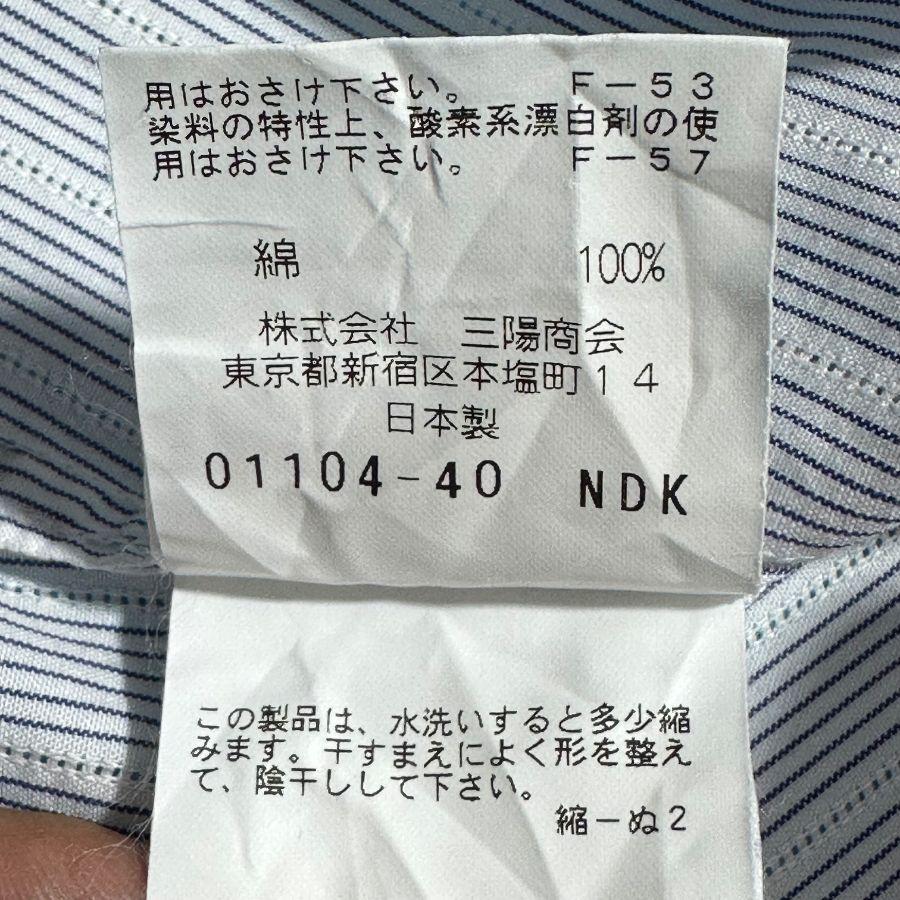 用はおさけ下さい。　　　Ｆ－５３
染料の特性上、酸素系漂白剤の使
用はおさけ下さい。　　　Ｆ－５７
綿　　　100%
株式会社　三陽商会
東京都新宿区本塩町１４
日本製
01104-40 NDK
この製品は、水洗いすると多少縮
みます。干すまえによく形を整え
て、陰干しして下さい。
縮－ぬ２